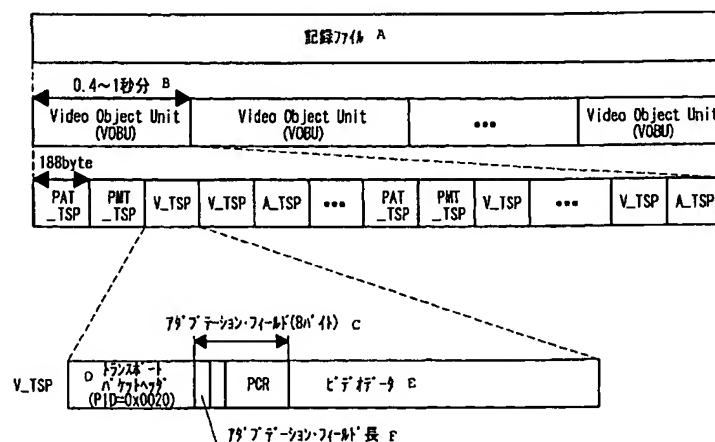 記録ファイル A
0.4~1秒分 B
Video Object Unit
(VOBU)
Video Object Unit
(VOBU)
•••
Video Object Unit
(VOBU)
188byte
PAT
_TSP
PMT
_TSP
V_TSP
V_TSP
A_TSP
•••
PAT
_TSP
PMT
_TSP
V_TSP
•••
V_TSP
A_TSP
アダプテーション・フィールド(8バイト) C
V_TSP
D トランスポート
パケットヘッダ
(PID=0x0020)
PCR
ビデオデータ E
アダプテーション・フィールド長 F